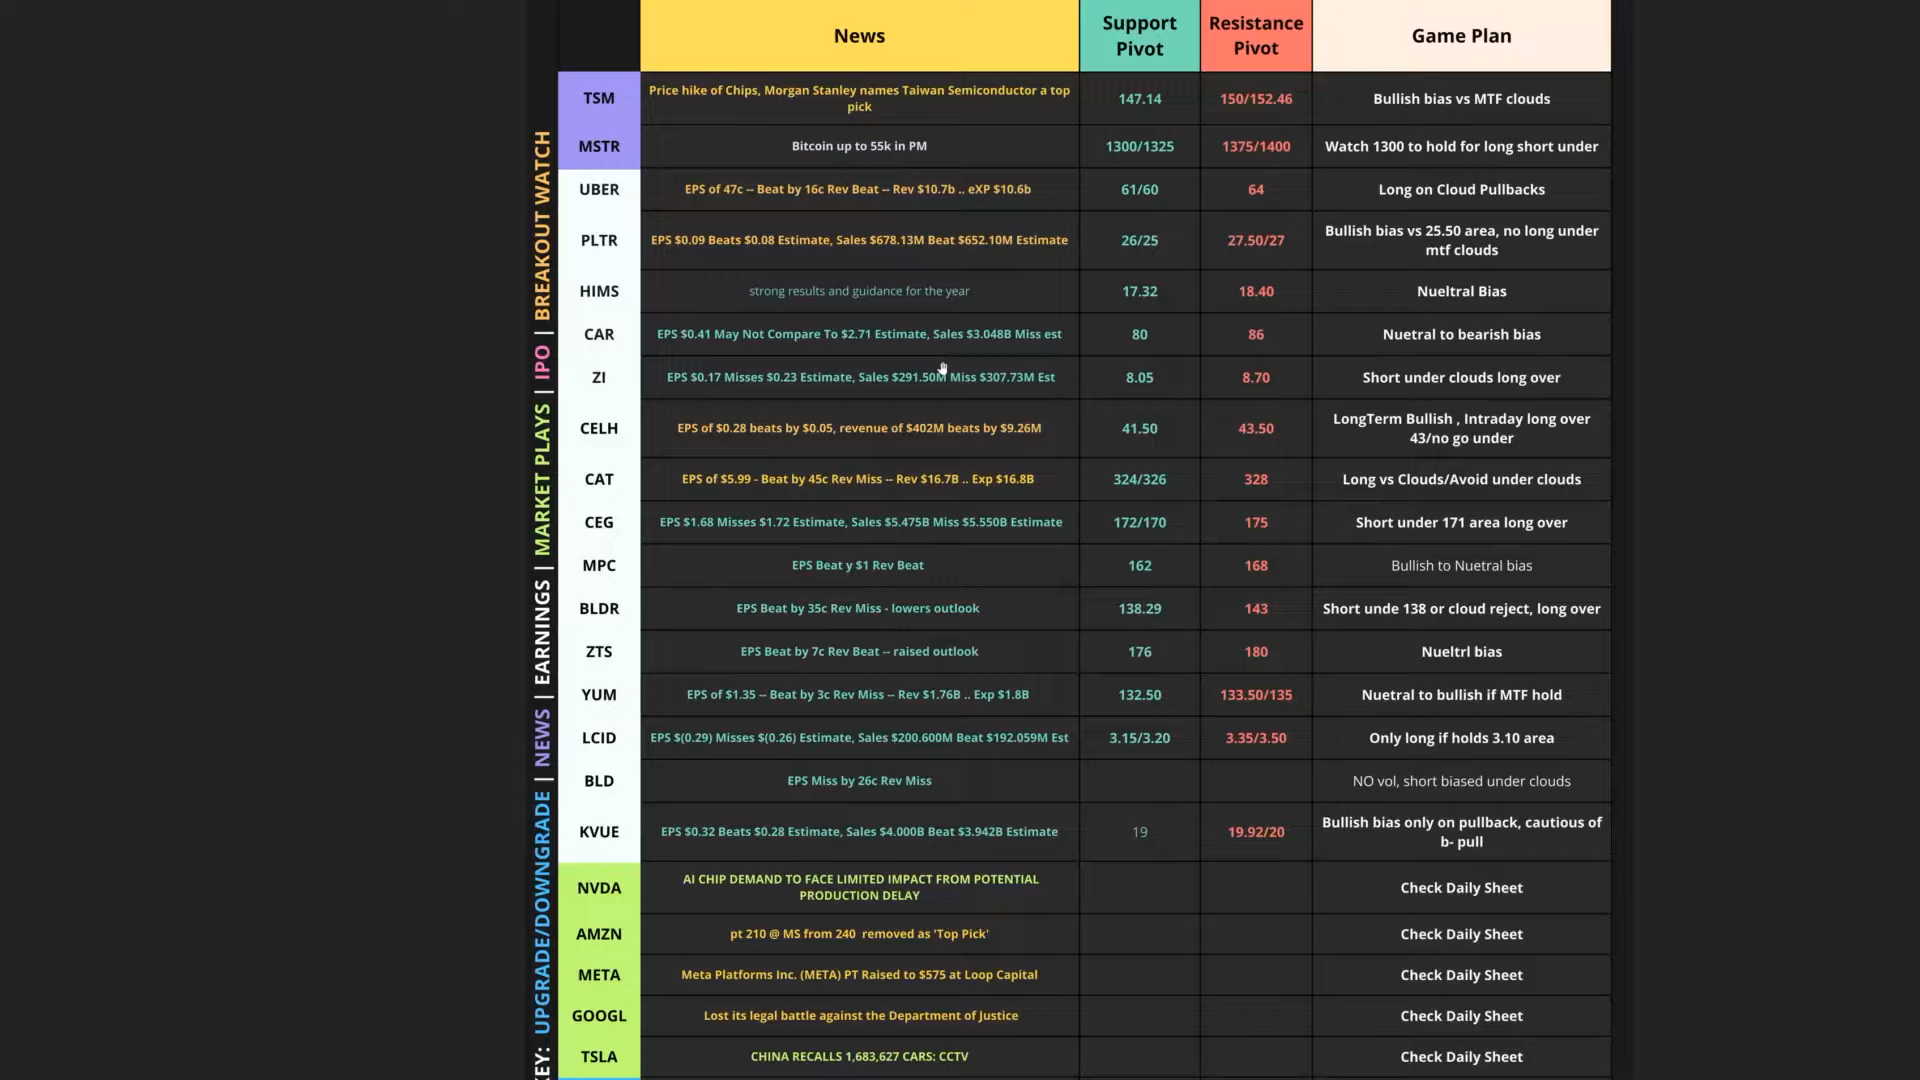 News
Support
Pivot
Resistance
Pivot
Game Plan
TSM
Price hike of Chips, Morgan Stanley names Taiwan Semiconductor a top
pick
147.14
150/152.46
Bullish bias vs MTF clouds
MSTR
Bitcoin up to 55k in PM
1300/1325
1375/1400
Watch 1300 to hold for long short under
UBER
EPS of 47c -- Beat by 16c Rev Beat -- Rev $10.7b .. eXP $10.6b
61/60
64
Long on Cloud Pullbacks
PLTR
EPS $0.09 Beats $0.08 Estimate, Sales $678.13M Beat $652.10M Estimate
26/25
27.50/27
Bullish bias vs 25.50 area, no long under
mtf clouds
HIMS
strong results and guidance for the year
17.32
18.40
Nueltral Bias
CAR
EPS $0.41 May Not Compare To $2.71 Estimate, Sales $3.048B Miss est
80
86
Nuetral to bearish bias
ZI
EPS $0.17 Misses $0.23 Estimate, Sales $291.50M Miss $307.73M Est
8.05
8.70
Short under clouds long over
CELH
EPS of $0.28 beats by $0.05, revenue of $402M beats by $9.26M
41.50
43.50
LongTerm Bullish , Intraday long over
43/no go under
CAT
EPS of $5.99 - Beat by 45c Rev Miss -- Rev $16.7B .. Exp $16.8B
324/326
328
Long vs Clouds/Avoid under clouds
CEG
EPS $1.68 Misses $1.72 Estimate, Sales $5.475B Miss $5.550B Estimate
172/170
175
Short under 171 area long over
MPC
EPS Beat y $1 Rev Beat
162
168
Bullish to Nuetral bias
BLDR
EPS Beat by 35c Rev Miss - lowers outlook
138.29
143
Short unde 138 or cloud reject, long over
ZTS
EPS Beat by 7c Rev Beat -- raised outlook
176
180
Nueltrl bias
YUM
EPS of $1.35 -- Beat by 3c Rev Miss -- Rev $1.76B .. Exp $1.8B
132.50
133.50/135
Nuetral to bullish if MTF hold
LCID
EPS $(0.29) Misses $(0.26) Estimate, Sales $200.600M Beat $192.059M Est
3.15/3.20
3.35/3.50
Only long if holds 3.10 area
BLD
EPS Miss by 26c Rev Miss
NO vol, short biased under clouds
KVUE
EPS $0.32 Beats $0.28 Estimate, Sales $4.000B Beat $3.942B Estimate
19
19.92/20
Bullish bias only on pullback, cautious of
b- pull
NVDA
AI CHIP DEMAND TO FACE LIMITED IMPACT FROM POTENTIAL
PRODUCTION DELAY
Check Daily Sheet
AMZN
pt 210 @ MS from 240 removed as 'Top Pick'
Check Daily Sheet
META
Meta Platforms Inc. (META) PT Raised to $575 at Loop Capital
Check Daily Sheet
GOOGL
Lost its legal battle against the Department of Justice
Check Daily Sheet
TSLA
CHINA RECALLS 1,683,627 CARS: CCTV
Check Daily Sheet
KEY: UPGRADE/DOWNGRADE | NEWS | EARNINGS | MARKET PLAYS | IPO | BREAKOUT WATCH